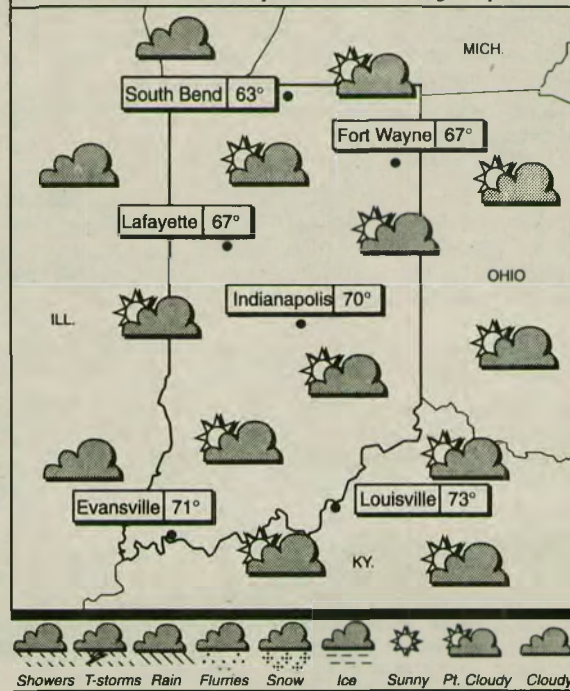 MICH.
South Bend 63°
Fort Wayne 67°
Lafayette 67°
OHIO
Indianapolis 70°
ILL.
Evansville 71°
Louisville 73°
KY.
Showers T-storms Rain Flurries Snow Ice Sunny Pt. Cloudy Cloudy